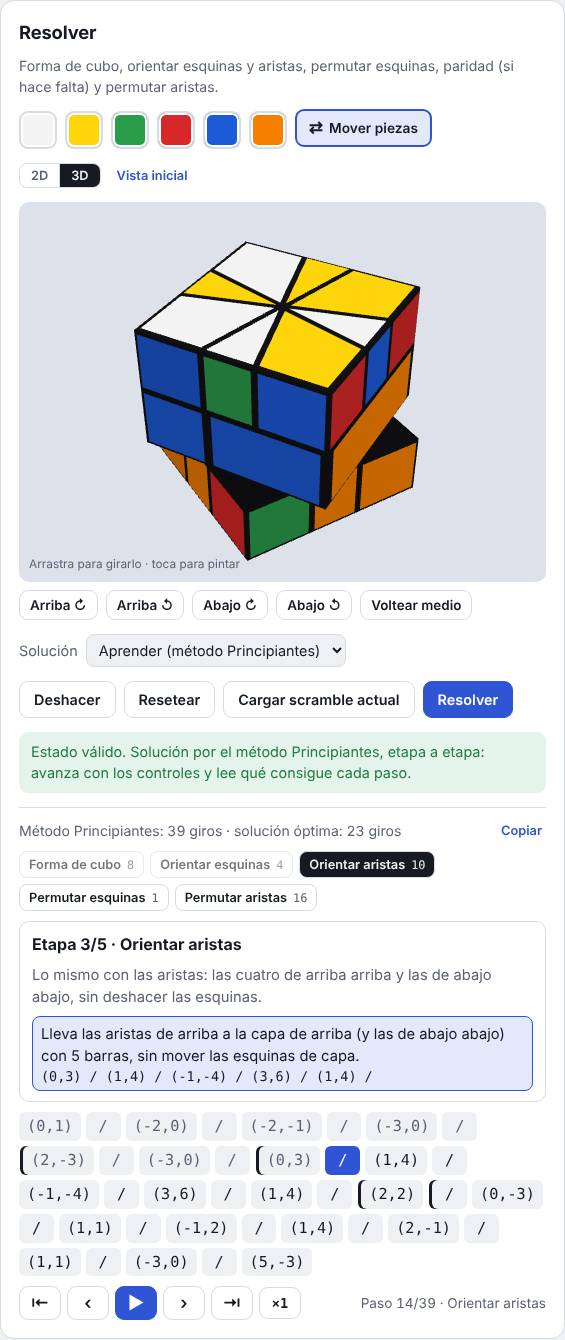 Resolver
Forma de cubo, orientar esquinas y aristas, permutar esquinas, paridad (si
hace falta) y permutar aristas.
⇄ Mover piezas
2D 3D Vista inicial
Arrastra para girarlo · toca para pintar
Arriba ↻ Arriba ↺ Abajo ↻ Abajo ↺ Voltear medio
Solución Aprender (método Principiantes)
Deshacer Resetear Cargar scramble actual Resolver
Estado válido. Solución por el método Principiantes, etapa a etapa:
avanza con los controles y lee qué consigue cada paso.
Método Principiantes: 39 giros · solución óptima: 23 giros Copiar
Forma de cubo 8 Orientar esquinas 4 Orientar aristas 10
Permutar esquinas 1 Permutar aristas 16
Etapa 3/5 · Orientar aristas
Lo mismo con las aristas: las cuatro de arriba arriba y las de abajo
abajo, sin deshacer las esquinas.
Lleva las aristas de arriba a la capa de arriba (y las de abajo abajo)
con 5 barras, sin mover las esquinas de capa.
(0,3) / (1,4) / (-1,-4) / (3,6) / (1,4) /
(0,1) / (-2,0) / (-2,-1) / (-3,0) /
(2,-3) / (-3,0) / (0,3) / (1,4) /
(-1,-4) / (3,6) / (1,4) / (2,2) / (0,-3)
/ (1,1) / (-1,2) / (1,4) / (2,-1) /
(1,1) / (-3,0) / (5,-3)
×1 Paso 14/39 · Orientar aristas